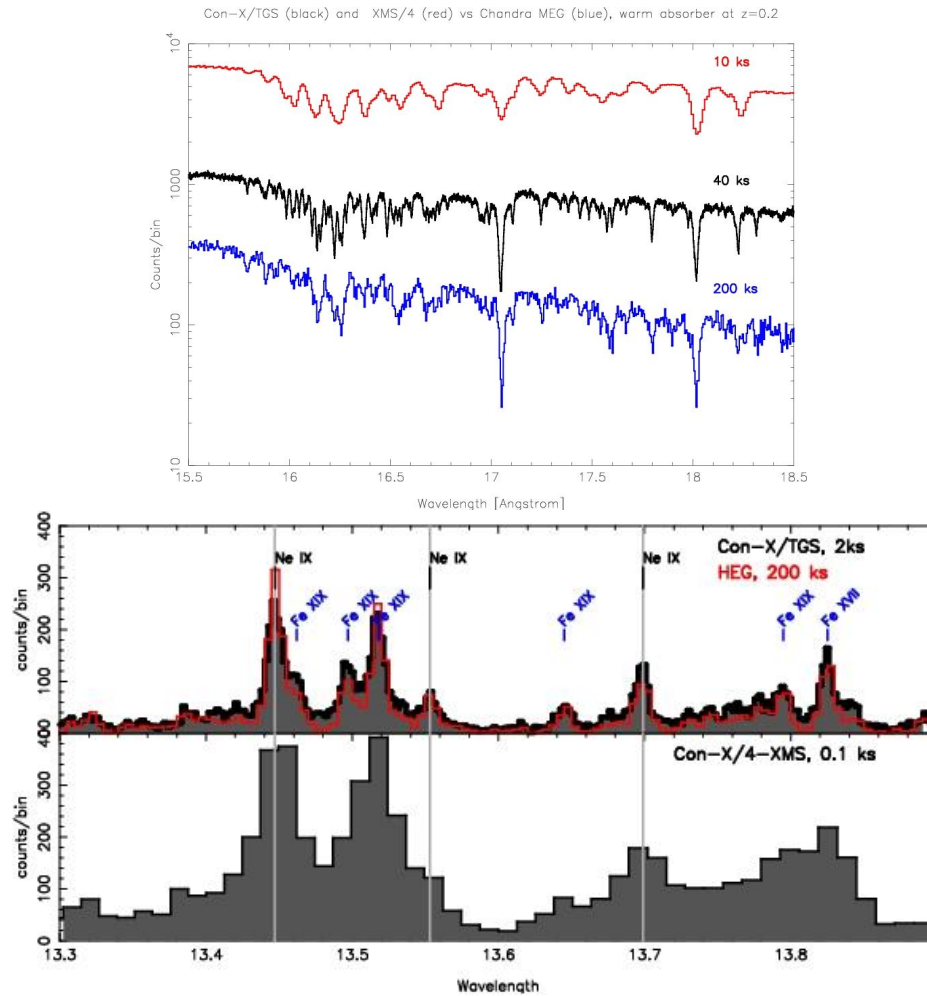 Con-X/TGS (black) and XMS/4 (red) vs Chandra MEG (blue), warm absorber at z=0.2
10^4
10 ks
1000
40 ks
Counts/bin
200 ks
100
10
15.5 16 16.5 17 17.5 18 18.5
Wavelength [Angstrom]
400
Ne IX Ne IX Ne IX Con-X/TGS, 2ks
HEG, 200 ks
300
Fe XIX Fe XIX Fe XIX Fe XIX Fe XIX Fe XVII
200
counts/bin
100
0
400
Con-X/4-XMS, 0.1 ks
300
200
counts/bin
100
0
13.3 13.4 13.5 13.6 13.7 13.8
Wavelength